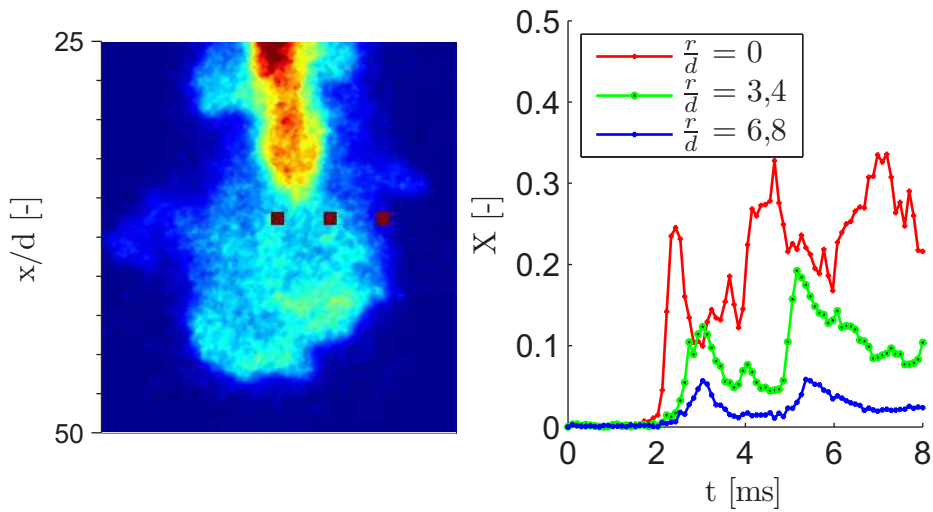 25
50
x/d [-]
0.5
0.4
0.3
0.2
0.1
0
X [-]
r/d = 0
r/d = 3,4
r/d = 6,8
0 2 4 6 8
t [ms]